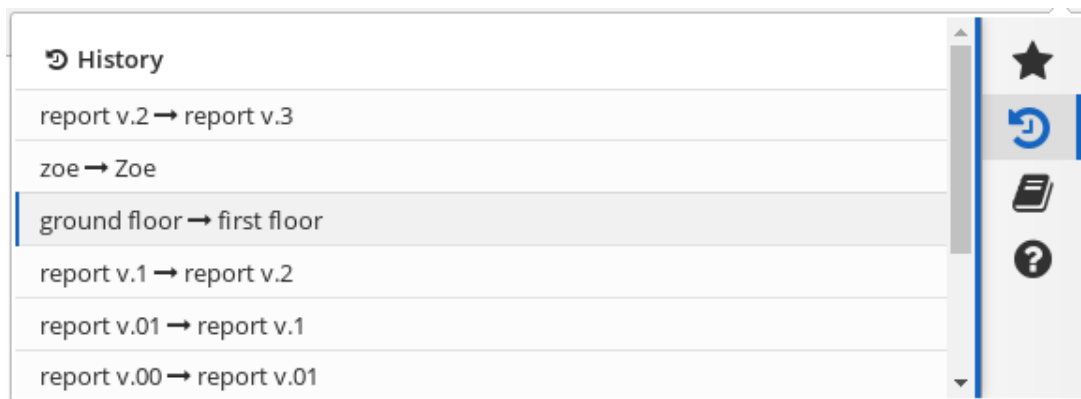 History
report v.2 → report v.3
zoe → Zoe
ground floor → first floor
report v.1 → report v.2
report v.01 → report v.1
report v.00 → report v.01